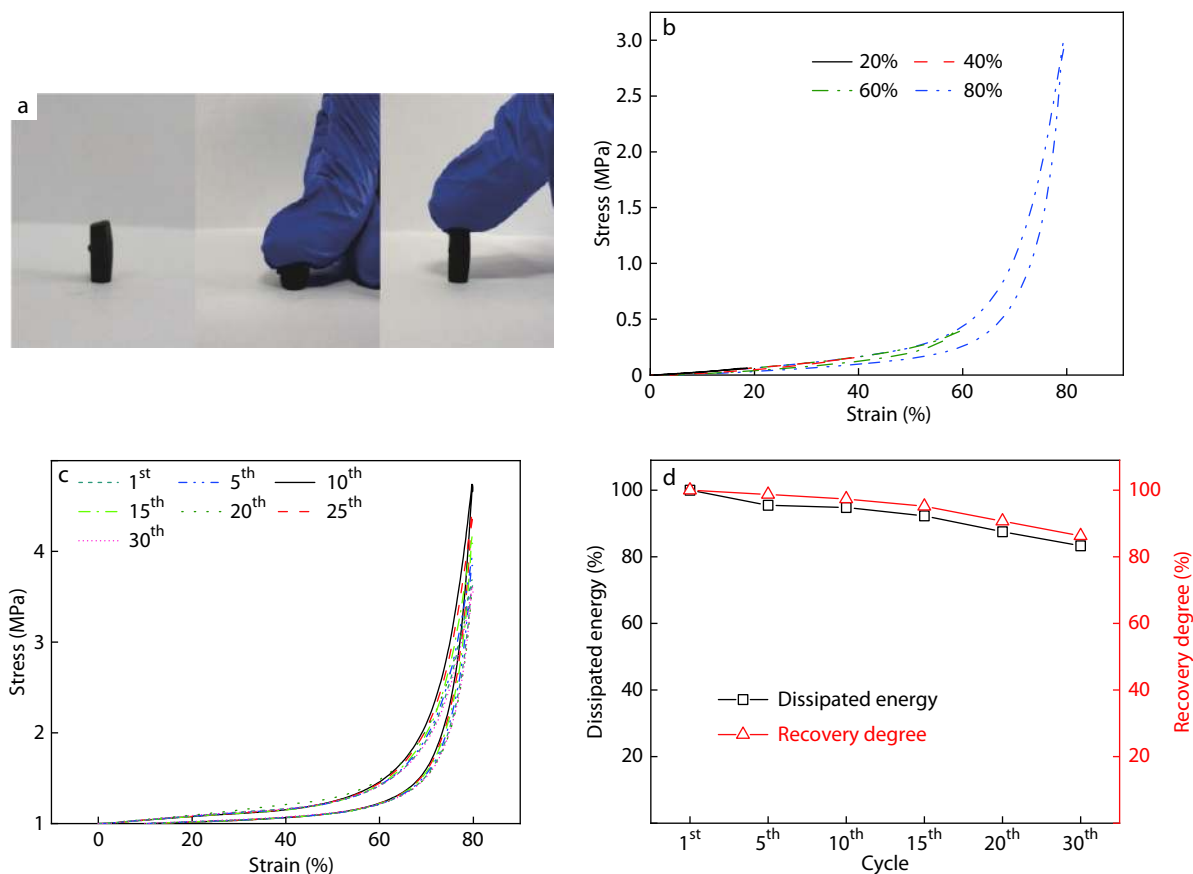 a
b
20% 40%
60% 80%
3.0
2.5
2.0
1.5
1.0
0.5
0
0 20 40 60 80
Stress (MPa)
Strain (%)
c
1st 5th 10th
15th 20th 25th
30th
4
3
2
1
0 20 40 60 80
Stress (MPa)
Strain (%)
d
100
80
60
40
20
Dissipated energy (%)
Dissipated energy
Recovery degree
100
80
60
40
20
Recovery degree (%)
1st 5th 10th 15th 20th 30th
Cycle